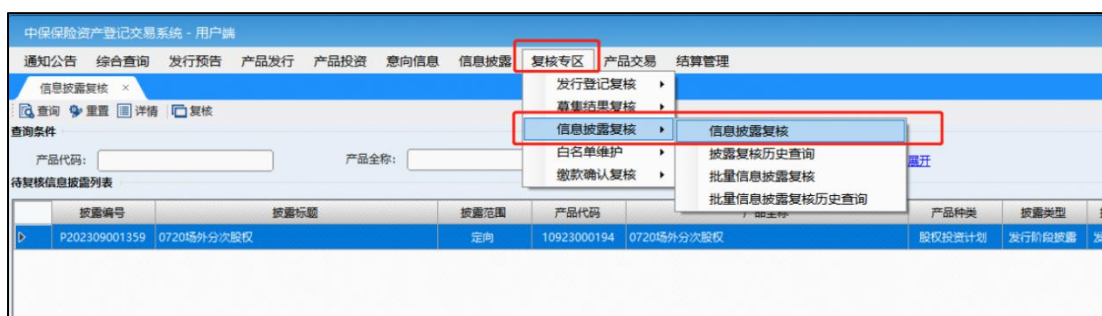 中保保险资产登记交易系统 - 用户端
通知公告 综合查询 发行预告 产品发行 产品投资 意向信息 信息披露 复核专区 产品交易 结算管理
信息披露复核 ×
查询 重置 详情 复核
发行登记复核
募集结果复核
信息披露复核
白名单维护
缴款确认复核
信息披露复核
披露复核历史查询
批量信息披露复核
批量信息披露复核历史查询
查询条件
产品代码: 产品全称: 展开
待复核信息披露列表
披露编号 披露标题 披露范围 产品代码 产品全称 产品种类 披露类型
P202309001359 0720场外分次股权 定向 10923000194 0720场外分次股权 股权投资计划 发行阶段披露